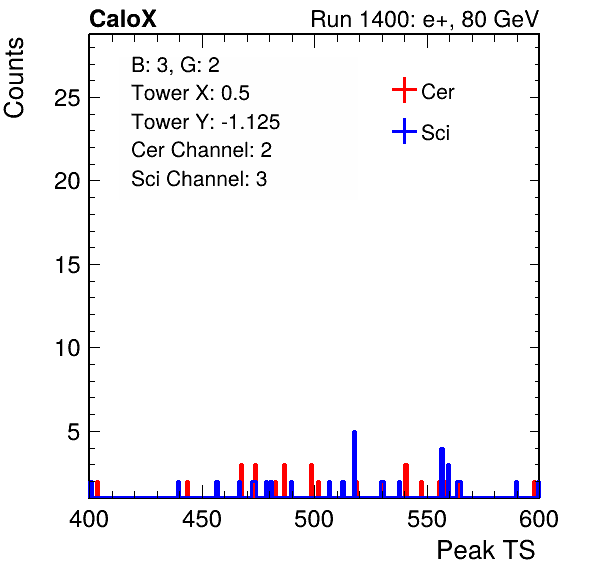 CaloX Run 1400: e+, 80 GeV
Counts
B: 3, G: 2
Tower X: 0.5
Tower Y: -1.125
Cer Channel: 2
Sci Channel: 3
Cer
Sci
25
20
15
10
5
400 450 500 550 600
Peak TS